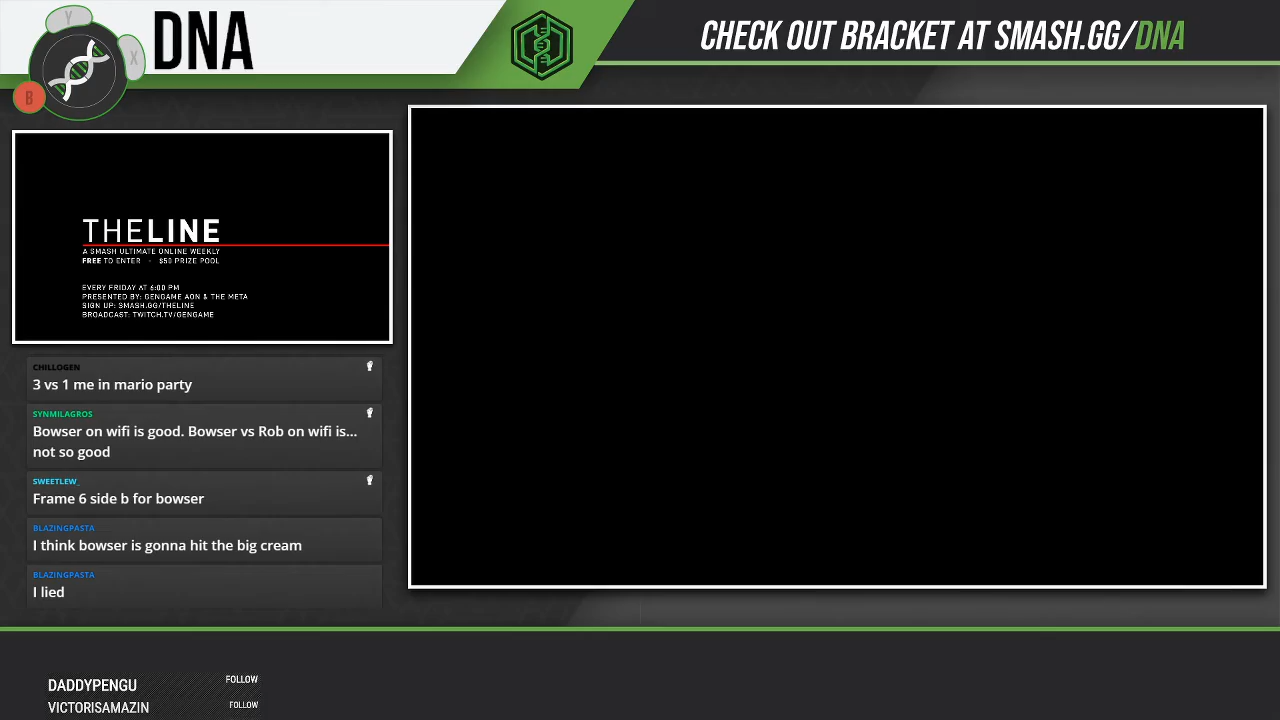 Y
X
B
DNA
CHECK OUT BRACKET AT SMASH.GG/DNA
THELINE
A SMASH ULTIMATE ONLINE WEEKLY
FREE TO ENTER - $50 PRIZE POOL
EVERY FRIDAY AT 6:00 PM
PRESENTED BY: GENGAME AON & THE META
SIGN UP: SMASH.GG/THELINE
BROADCAST: TWITCH.TV/GENGAME
CHILLOGEN
3 vs 1 me in mario party
SYNMILAGROS
Bowser on wifi is good. Bowser vs Rob on wifi is...
not so good
SWEETLEW_
Frame 6 side b for bowser
BLAZINGPASTA
I think bowser is gonna hit the big cream
BLAZINGPASTA
I lied
DADDYPENGU FOLLOW
VICTORISAMAZIN FOLLOW